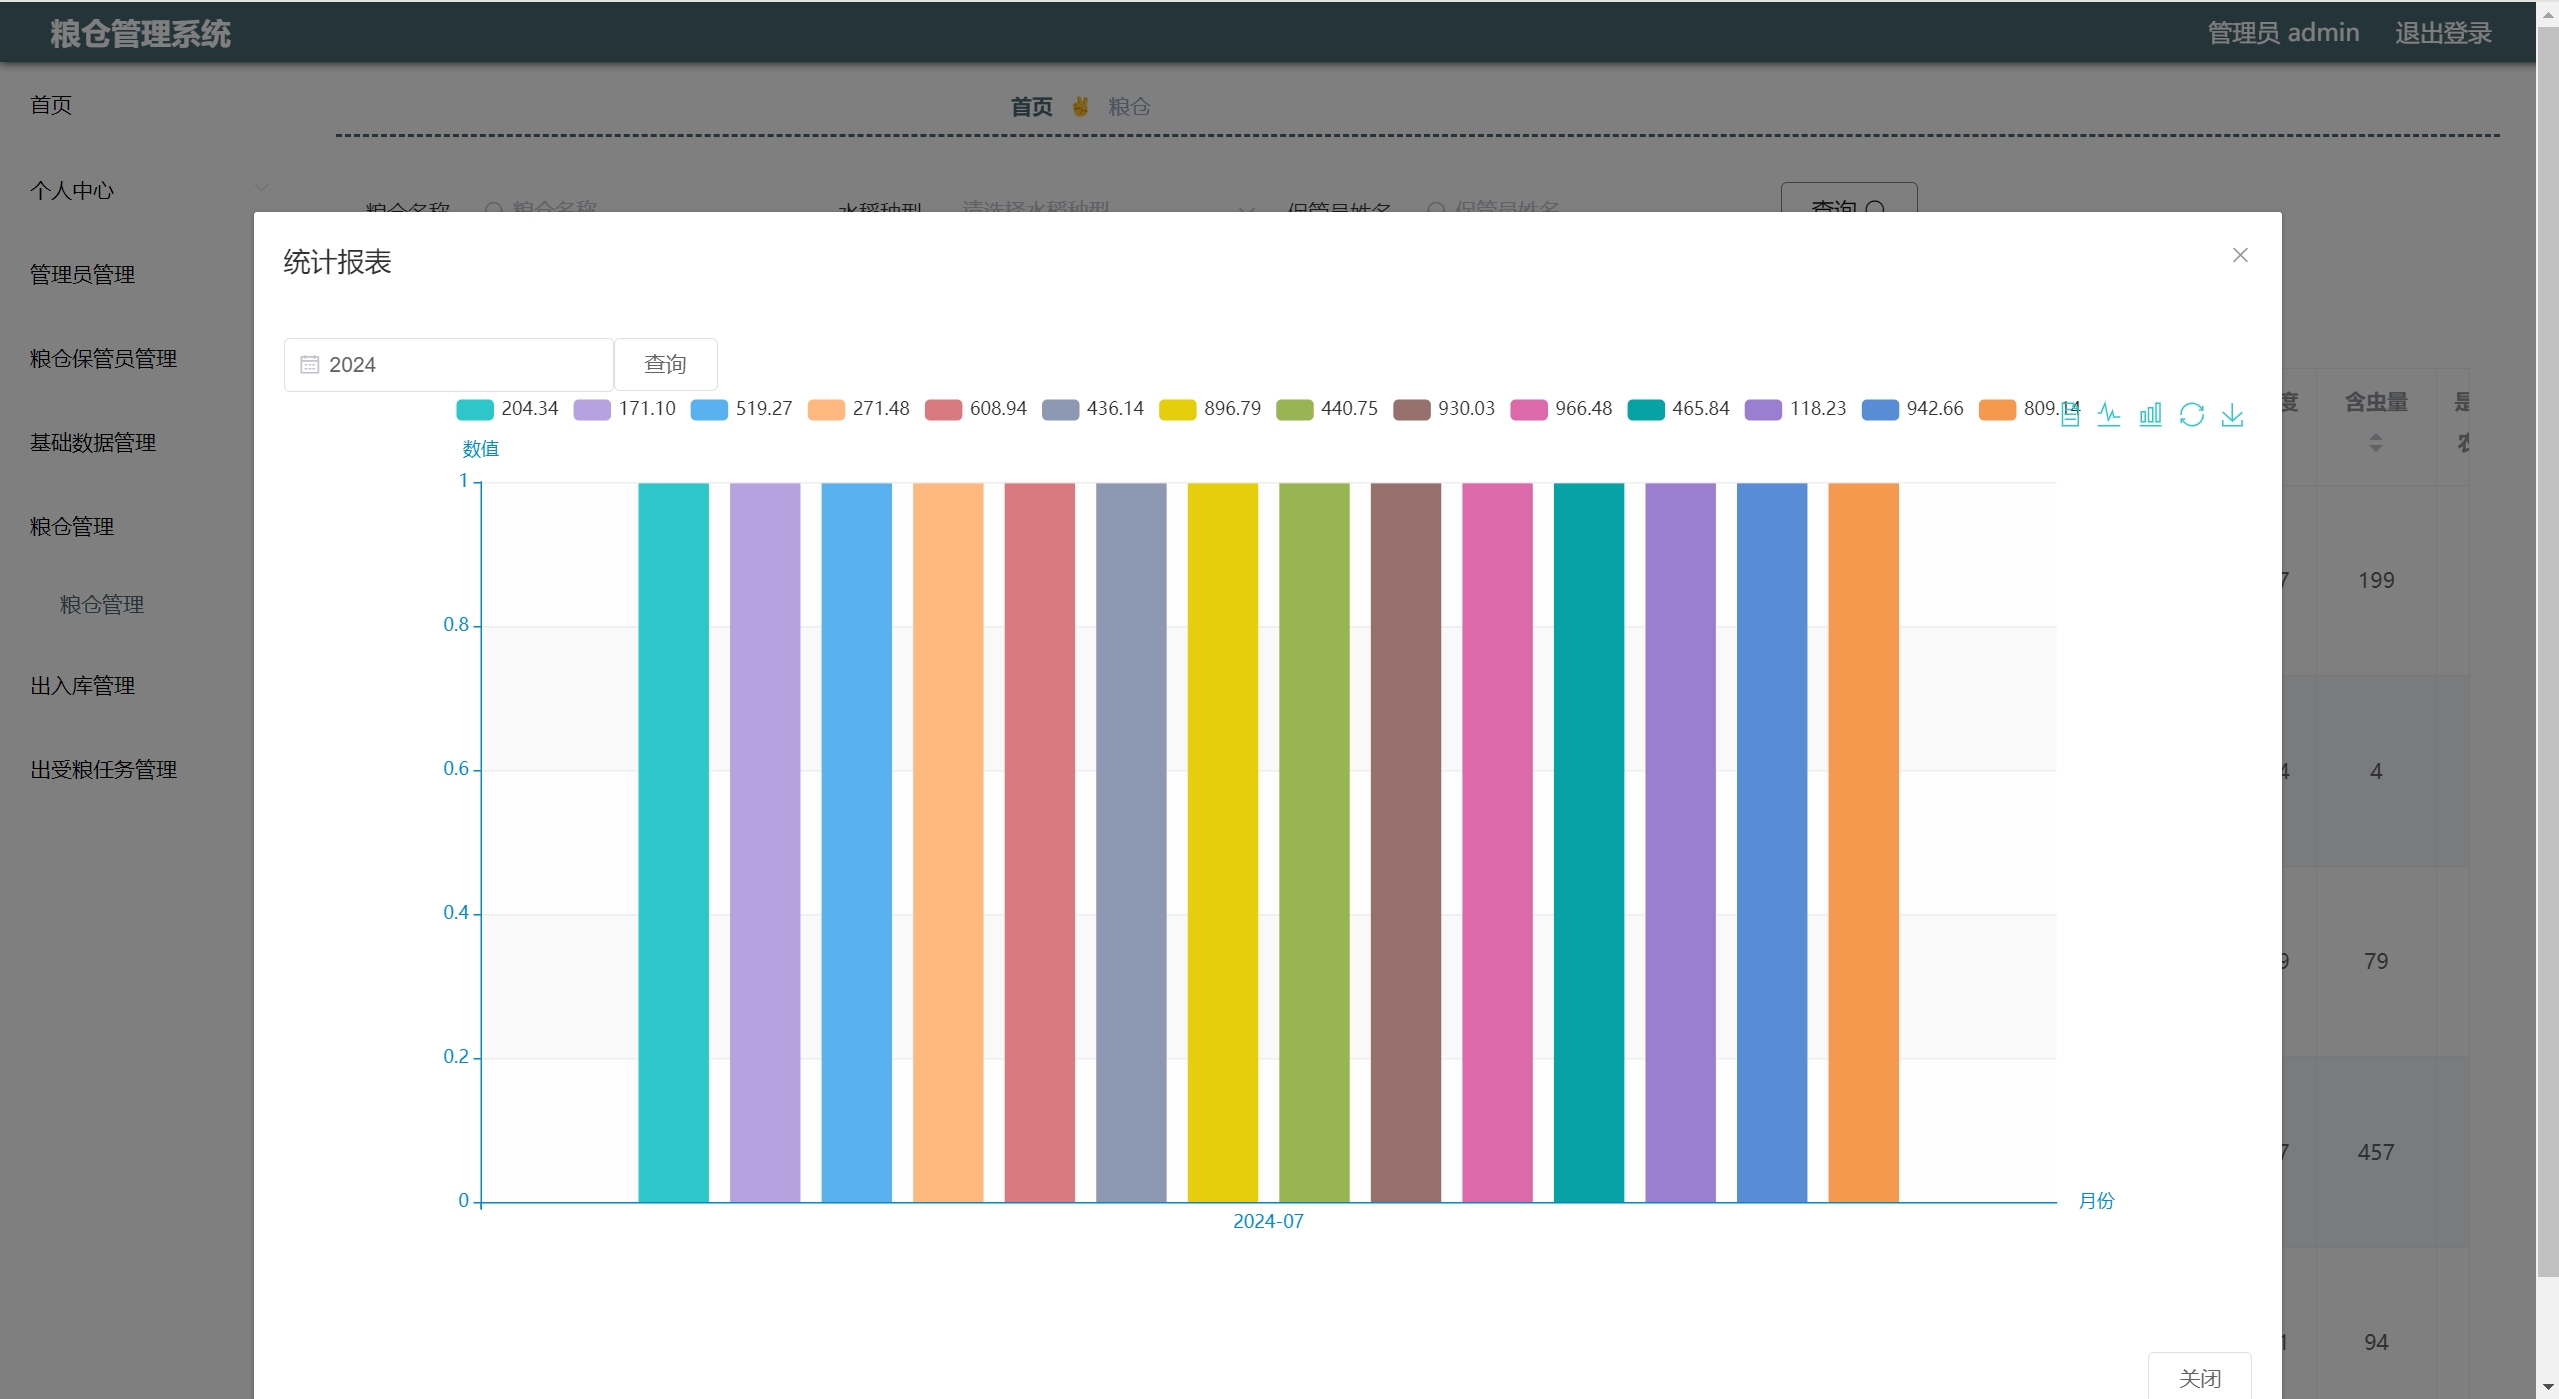 粮仓管理系统
管理员 admin 退出登录
首页
首页 ✌ 粮仓
个人中心
粮仓名称 粮仓名称 水稻种型 请选择水稻种型 保管员姓名 保管员姓名 查询
管理员管理
粮仓保管员管理
基础数据管理
粮仓管理
粮仓管理
出入库管理
出受粮任务管理
统计报表
2024 查询
204.34 171.10 519.27 271.48 608.94 436.14 896.79 440.75 930.03 966.48 465.84 118.23 942.66 809.14
数值
1
0.8
0.6
0.4
0.2
0
2024-07
月份
关闭
度 含虫量 是
7 199
4 4
9 79
7 457
1 94